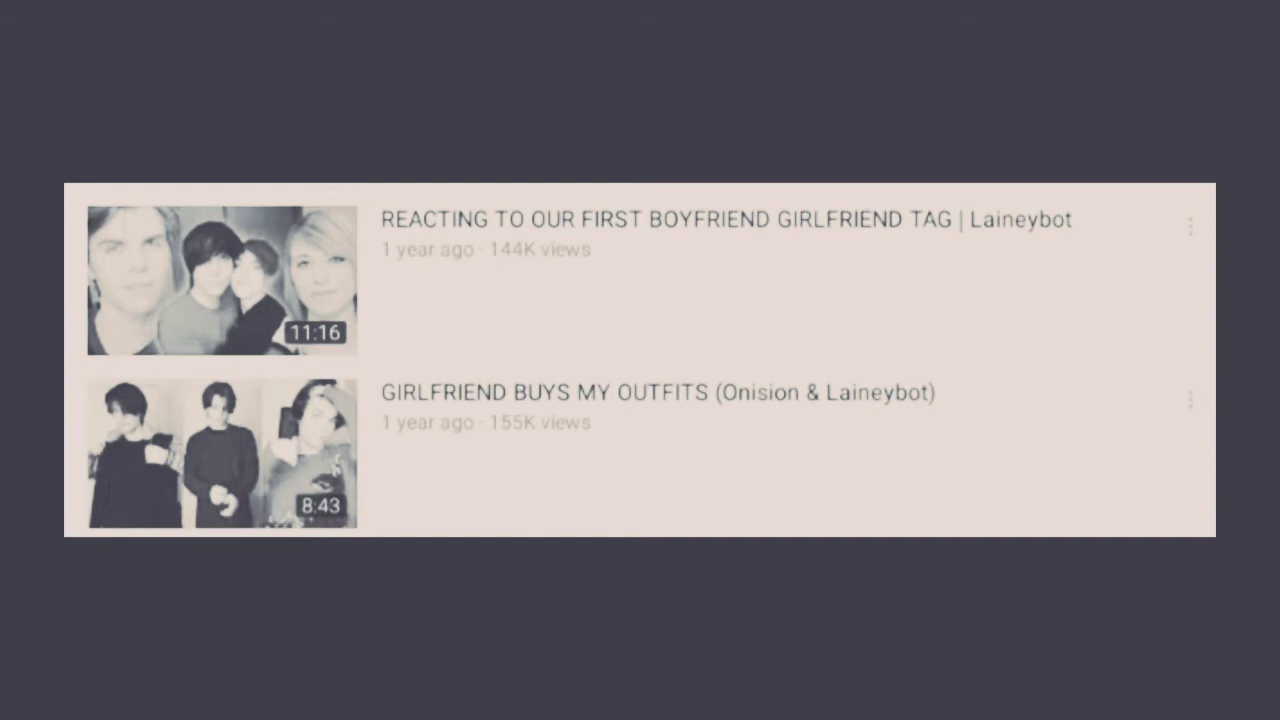 REACTING TO OUR FIRST BOYFRIEND GIRLFRIEND TAG | Laineybot
1 year ago · 144K views
11:16
GIRLFRIEND BUYS MY OUTFITS (Onision & Laineybot)
1 year ago · 155K views
8:43